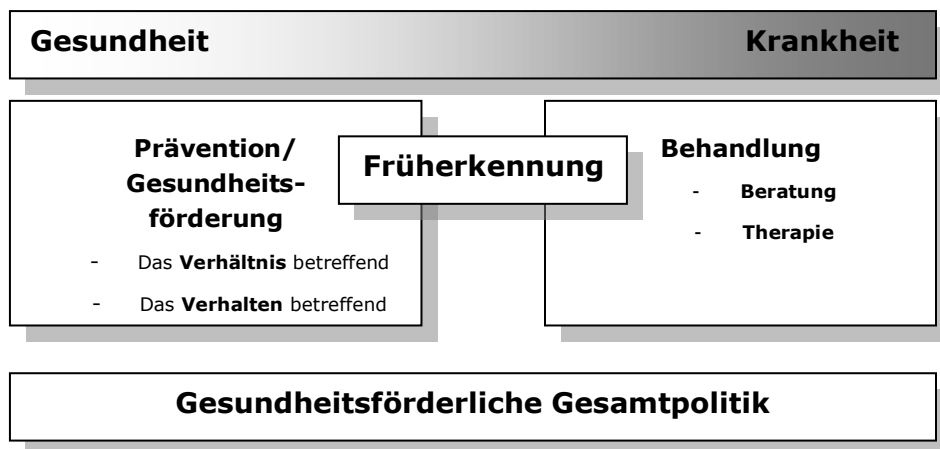 Gesundheit Krankheit
Prävention/
Gesundheits-
förderung
- Das Verhältnis betreffend
- Das Verhalten betreffend
Früherkennung
Behandlung
- Beratung
- Therapie
Gesundheitsförderliche Gesamtpolitik